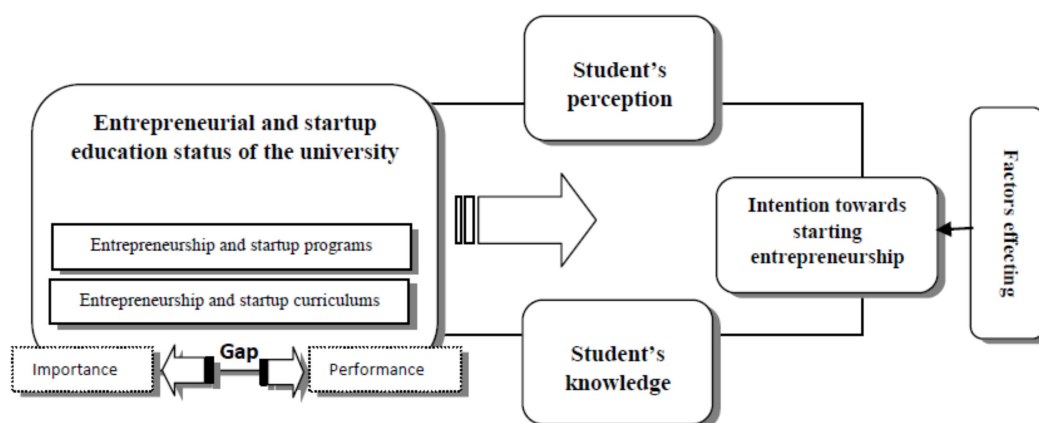 Entrepreneurial and startup
education status of the university
Entrepreneurship and startup programs
Entrepreneurship and startup curriculums
Importance
Gap
Performance
Student's
perception
Student's
knowledge
Intention towards
starting
entrepreneurship
Factors effecting